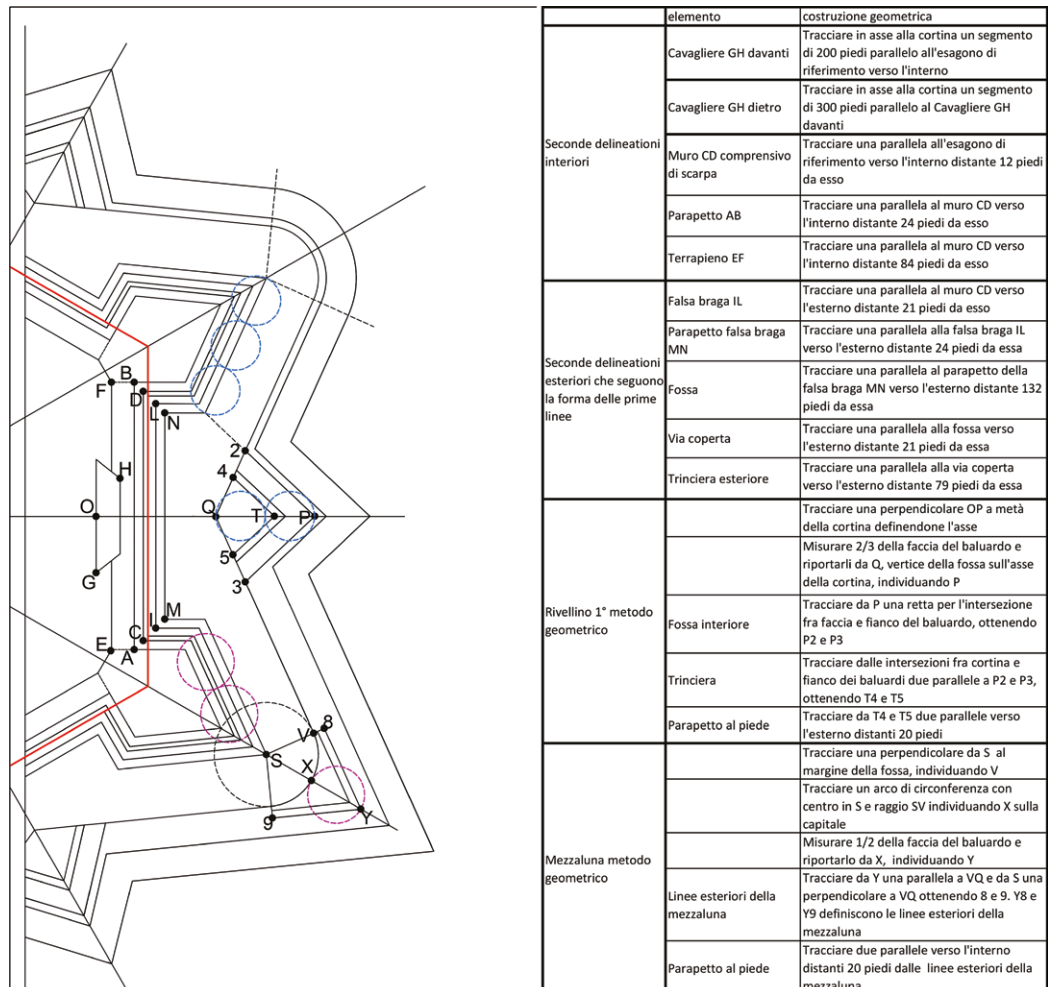 F
B
D
L
N
2
4
H
O
Q
T
P
5
3
G
M
L
C
E
A
8
V
S
X
Y
9
elemento
costruzione geometrica
Seconde delineationi
interiori
Cavagliere GH davanti
Tracciare in asse alla cortina un segmento
di 200 piedi parallelo all'esagono di
riferimento verso l'interno
Cavagliere GH dietro
Tracciare in asse alla cortina un segmento
di 300 piedi parallelo al Cavagliere GH
davanti
Muro CD comprensivo
di scarpa
Tracciare una parallela all'esagono di
riferimento verso l'interno distante 12 piedi
da esso
Parapetto AB
Tracciare una parallela al muro CD verso
l'interno distante 24 piedi da esso
Terrapieno EF
Tracciare una parallela al muro CD verso
l'interno distante 84 piedi da esso
Seconde delineationi
esteriori che seguono
la forma delle prime
linee
Falsa braga IL
Tracciare una parallela al muro CD verso
l'esterno distante 21 piedi da esso
Parapetto falsa braga
MN
Tracciare una parallela alla falsa braga IL
verso l'esterno distante 24 piedi da essa
Fossa
Tracciare una parallela al parapetto della
falsa braga MN verso l'esterno distante 132
piedi da essa
Via coperta
Tracciare una parallela alla fossa verso
l'esterno distante 21 piedi da essa
Trinciera esteriore
Tracciare una parallela alla via coperta
verso l'esterno distante 79 piedi da essa
Rivellino 1° metodo
geometrico
Tracciare una perpendicolare OP a metà
della cortina definendone l'asse
Misurare 2/3 della faccia del baluardo e
riportarli da Q, vertice della fossa sull'asse
della cortina, individuando P
Fossa interiore
Tracciare da P una retta per l'intersezione
fra faccia e fianco del baluardo, ottenendo
P2 e P3
Trinciera
Tracciare dalle intersezioni fra cortina e
fianco dei baluardi due parallele a P2 e P3,
ottenendo T4 e T5
Parapetto al piede
Tracciare da T4 e T5 due parallele verso
l'esterno distanti 20 piedi
Mezzaluna metodo
geometrico
Tracciare una perpendicolare da S al
margine della fossa, individuando V
Tracciare un arco di circonferenza con
centro in S e raggio SV individuando X sulla
capitale
Misurare 1/2 della faccia del baluardo e
riportarlo da X, individuando Y
Linee esteriori della
mezzaluna
Tracciare da Y una parallela a VQ e da S una
perpendicolare a VQ ottenendo 8 e 9. Y8 e
Y9 definiscono le linee esteriori della
mezzaluna
Parapetto al piede
Tracciare due parallele verso l'interno
distanti 20 piedi dalle linee esteriori della
mezzaluna